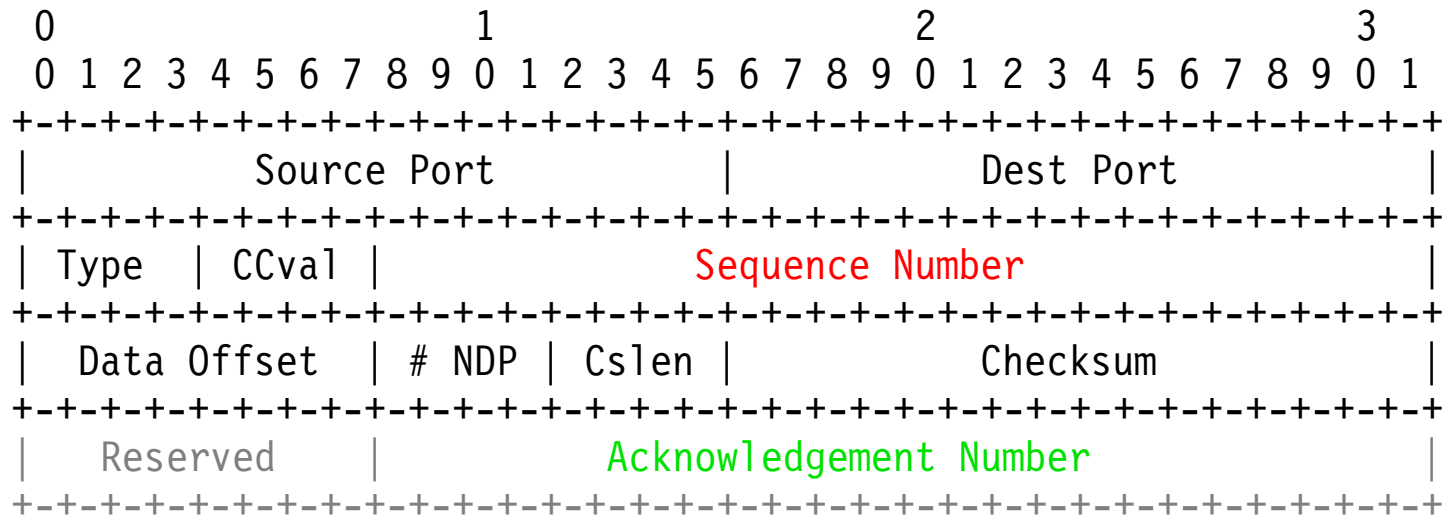 0                   1                   2                   3
 0 1 2 3 4 5 6 7 8 9 0 1 2 3 4 5 6 7 8 9 0 1 2 3 4 5 6 7 8 9 0 1
+-+-+-+-+-+-+-+-+-+-+-+-+-+-+-+-+-+-+-+-+-+-+-+-+-+-+-+-+-+-+-+-+
|          Source Port          |           Dest Port           |
+-+-+-+-+-+-+-+-+-+-+-+-+-+-+-+-+-+-+-+-+-+-+-+-+-+-+-+-+-+-+-+-+
| Type  | CCval |              Sequence Number                  |
+-+-+-+-+-+-+-+-+-+-+-+-+-+-+-+-+-+-+-+-+-+-+-+-+-+-+-+-+-+-+-+-+
|  Data Offset  | # NDP | Cslen |           Checksum            |
+-+-+-+-+-+-+-+-+-+-+-+-+-+-+-+-+-+-+-+-+-+-+-+-+-+-+-+-+-+-+-+-+
|   Reserved    |          Acknowledgement Number               |
+-+-+-+-+-+-+-+-+-+-+-+-+-+-+-+-+-+-+-+-+-+-+-+-+-+-+-+-+-+-+-+-+